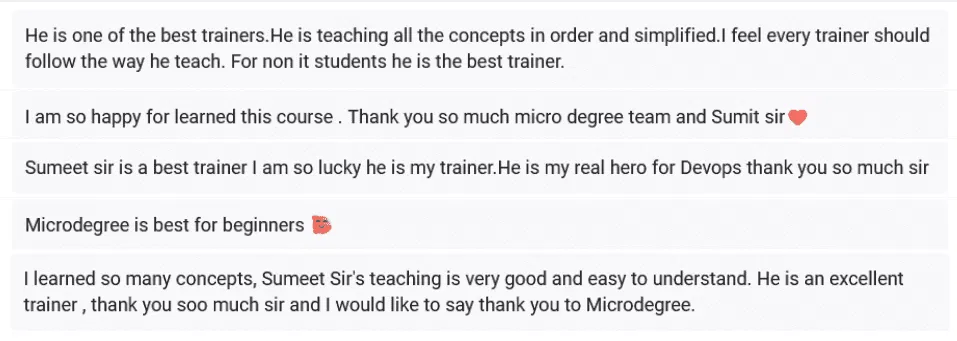 He is one of the best trainers.He is teaching all the concepts in order and simplified.I feel every trainer should
follow the way he teach. For non it students he is the best trainer.
I am so happy for learned this course . Thank you so much micro degree team and Sumit sir❤️
Sumeet sir is a best trainer I am so lucky he is my trainer.He is my real hero for Devops thank you so much sir
Microdegree is best for beginners 🥰
I learned so many concepts, Sumeet Sir's teaching is very good and easy to understand. He is an excellent
trainer , thank you soo much sir and I would like to say thank you to Microdegree.